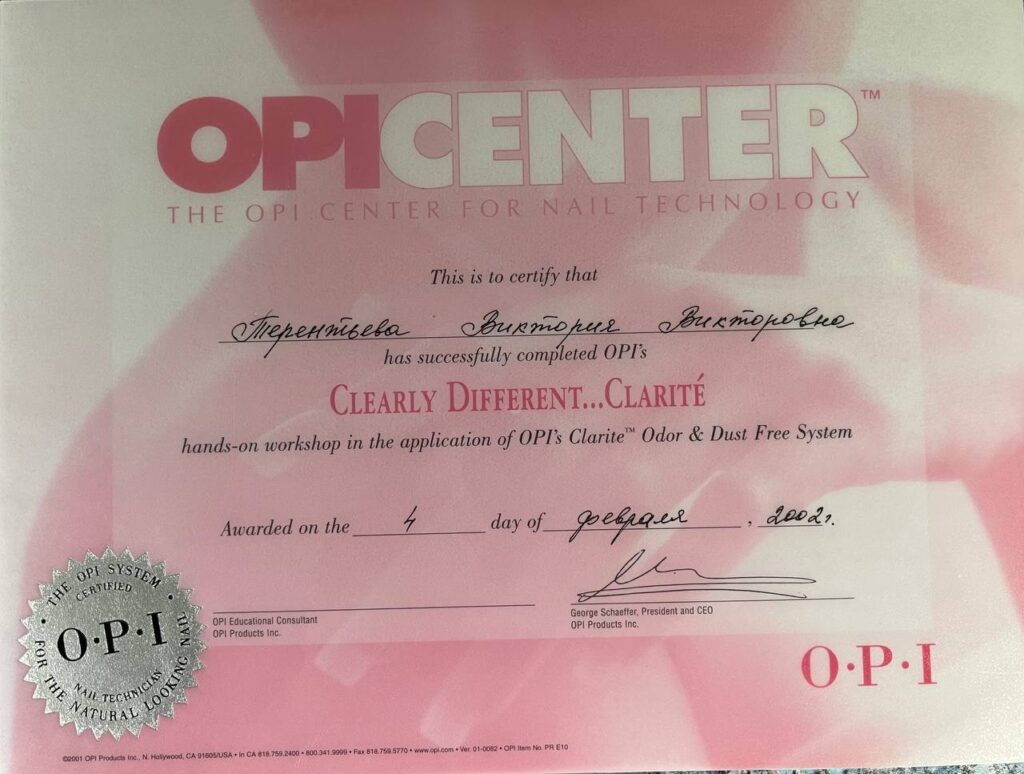 OPICENTER™
THE OPI CENTER FOR NAIL TECHNOLOGY
This is to certify that
Терентьева Виктория Викторовна
has successfully completed OPI's
CLEARLY DIFFERENT...CLARITÉ
hands-on workshop in the application of OPI's Clarite™ Odor & Dust Free System
Awarded on the 4 day of февраля, 2002г.
OPI Educational Consultant
OPI Products Inc.
George Schaeffer, President and CEO
OPI Products Inc.
THE OPI SYSTEM
CERTIFIED
O·P·I
NAIL TECHNICIAN
FOR THE NATURAL LOOKING NAIL
O·P·I
©2001 OPI Products Inc., N. Hollywood, CA 91605/USA • In CA 818.759.2400 • 800.341.9999 • Fax 818.759.5770 • www.opi.com • Ver. 01-0082 • OPI Item No. PR E10